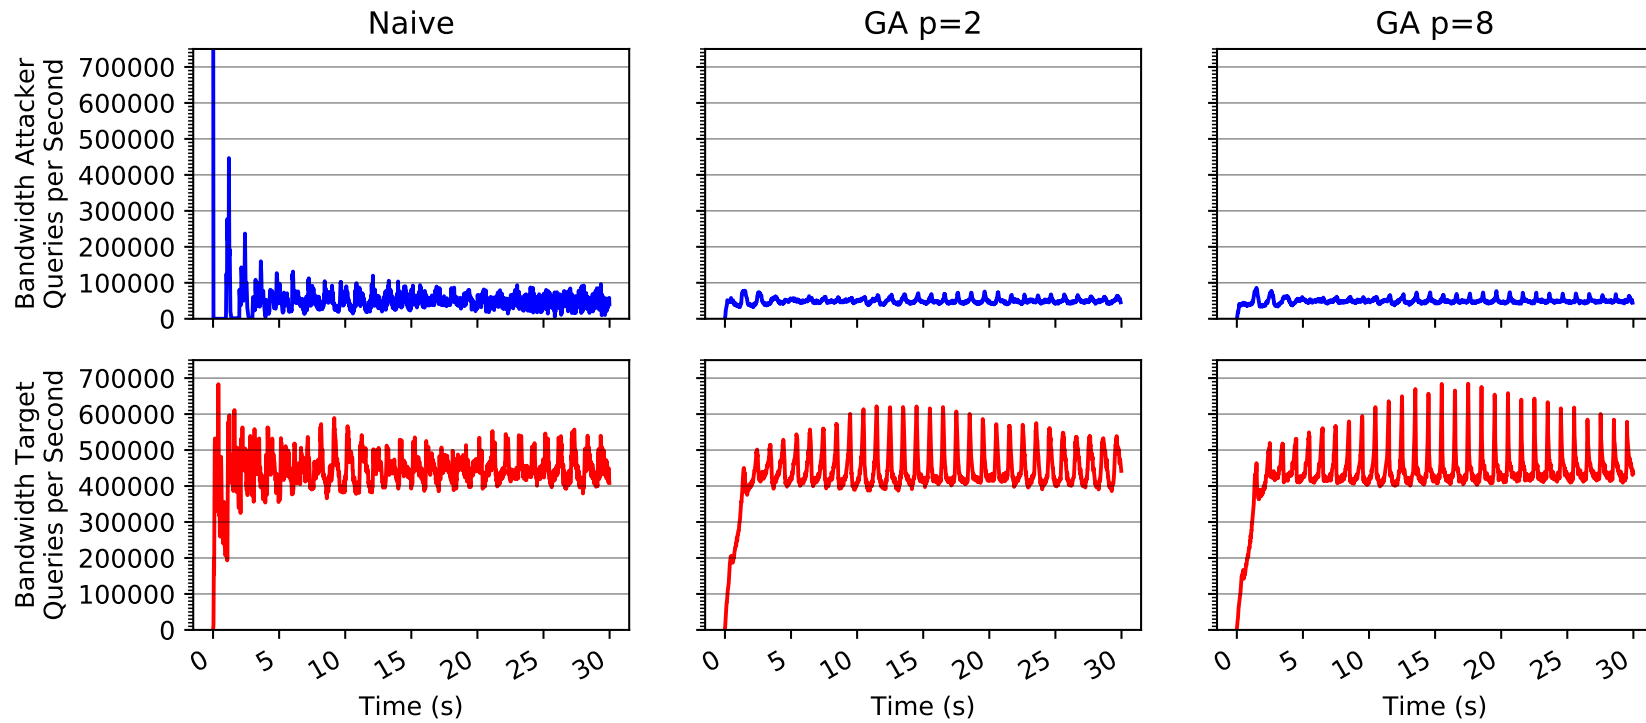 Naive
GA p=2
GA p=8
Bandwidth Attacker
Queries per Second
700000
600000
500000
400000
300000
200000
100000
0
Bandwidth Target
Queries per Second
700000
600000
500000
400000
300000
200000
100000
0
0 5 10 15 20 25 30
0 5 10 15 20 25 30
0 5 10 15 20 25 30
Time (s)
Time (s)
Time (s)